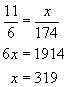 11/6 = x/174
6x = 1914
x = 319